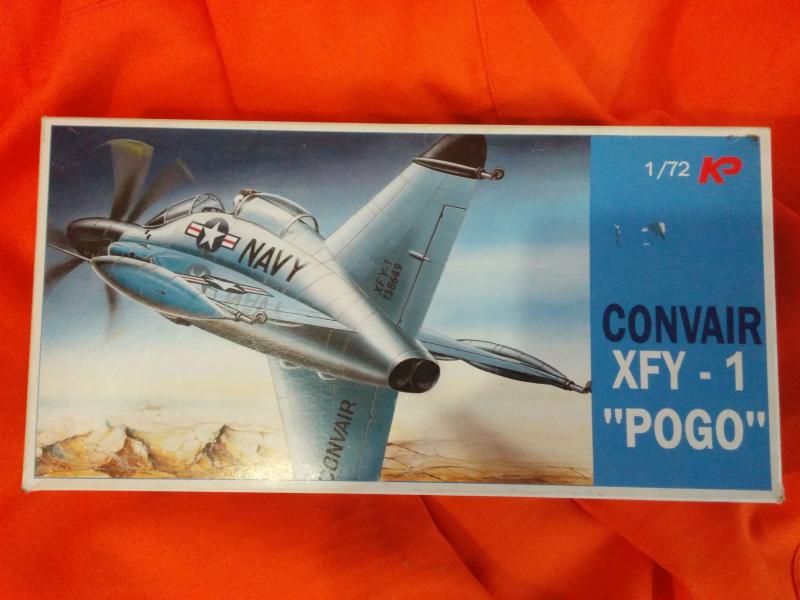 1/72 KP
CONVAIR
XFY - 1
"POGO"
NAVY
XFY-1
138649
CONVAIR